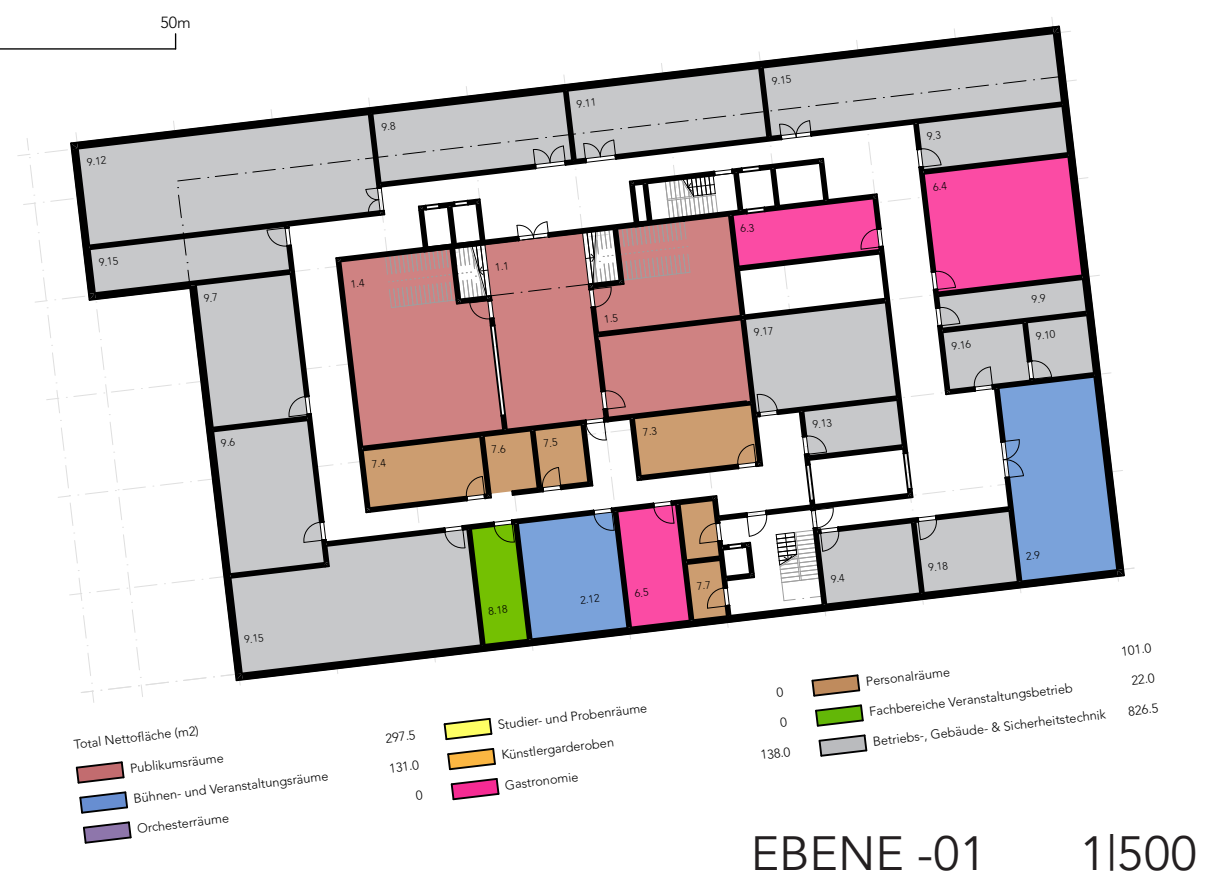 50m
9.15
9.11
9.8
9.12
9.3
6.4
6.3
1.1
9.15
1.4
9.7
9.9
1.5
9.17
9.16
9.10
9.13
7.3
7.5
7.6
7.4
9.6
2.9
9.18
9.4
7.7
6.5
2.12
8.18
9.15
Total Nettofläche (m2)
Publikumsräume 297.5
Bühnen- und Veranstaltungsräume 131.0
Orchesterräume 0
Studier- und Probenräume 0
Künstlergarderoben 0
Gastronomie 138.0
Personalräume 101.0
Fachbereiche Veranstaltungsbetrieb 22.0
Betriebs-, Gebäude- & Sicherheitstechnik 826.5
EBENE -01 1|500